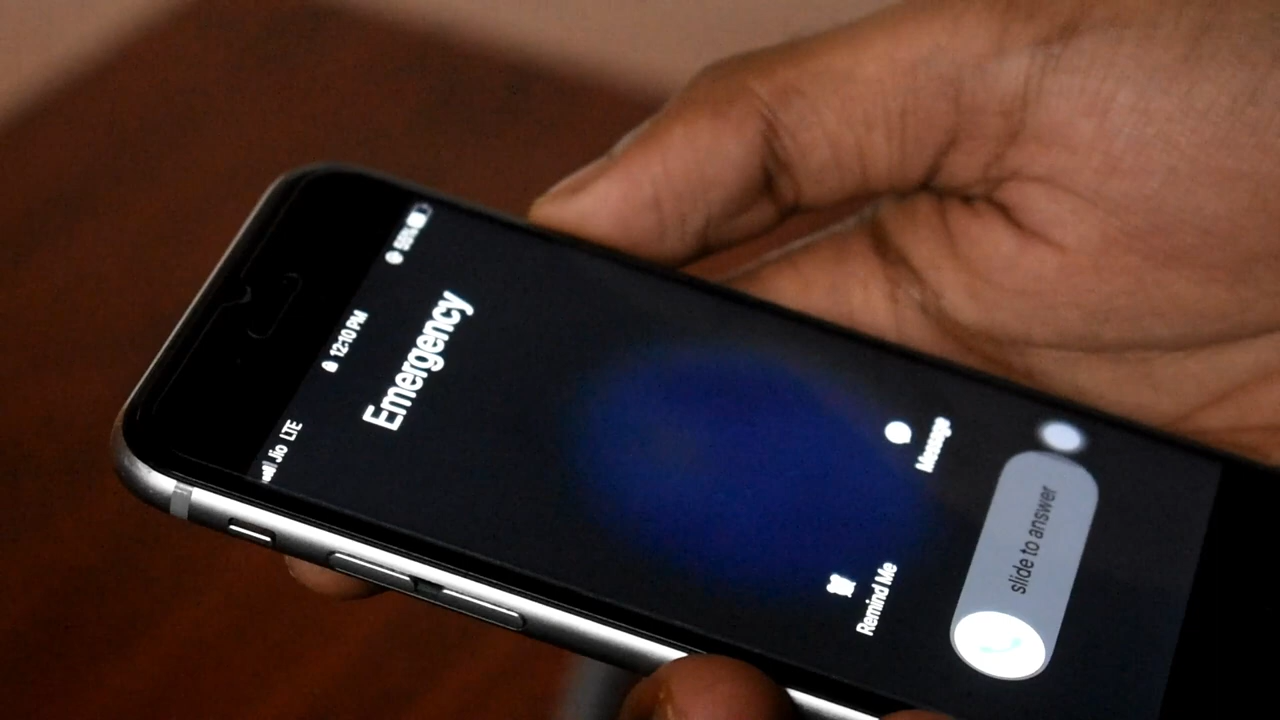 Jio LTE
12:10 PM
Emergency
Remind Me
Message
slide to answer